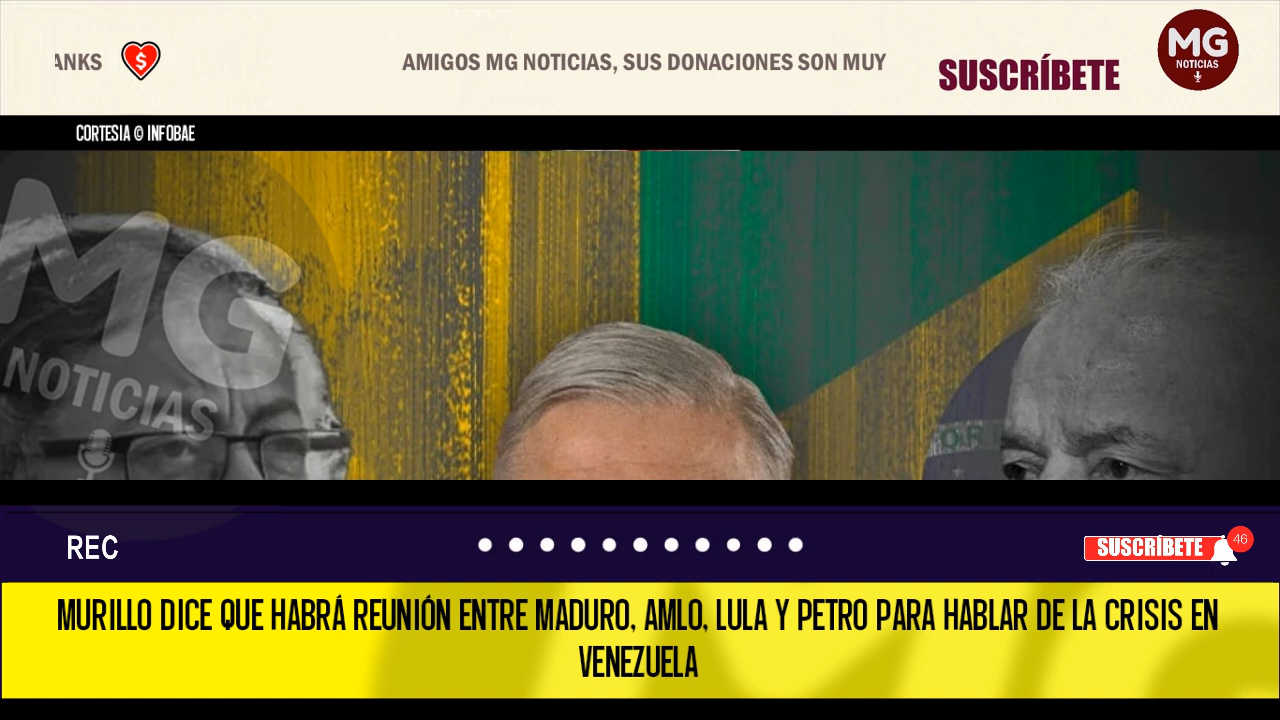 ANKS
AMIGOS MG NOTICIAS, SUS DONACIONES SON MUY
SUSCRÍBETE
MG
NOTICIAS
CORTESIA © INFOBAE
MG
NOTICIAS
REC
SUSCRÍBETE
46
MURILLO DICE QUE HABRÁ REUNIÓN ENTRE MADURO, AMLO, LULA Y PETRO PARA HABLAR DE LA CRISIS EN
VENEZUELA